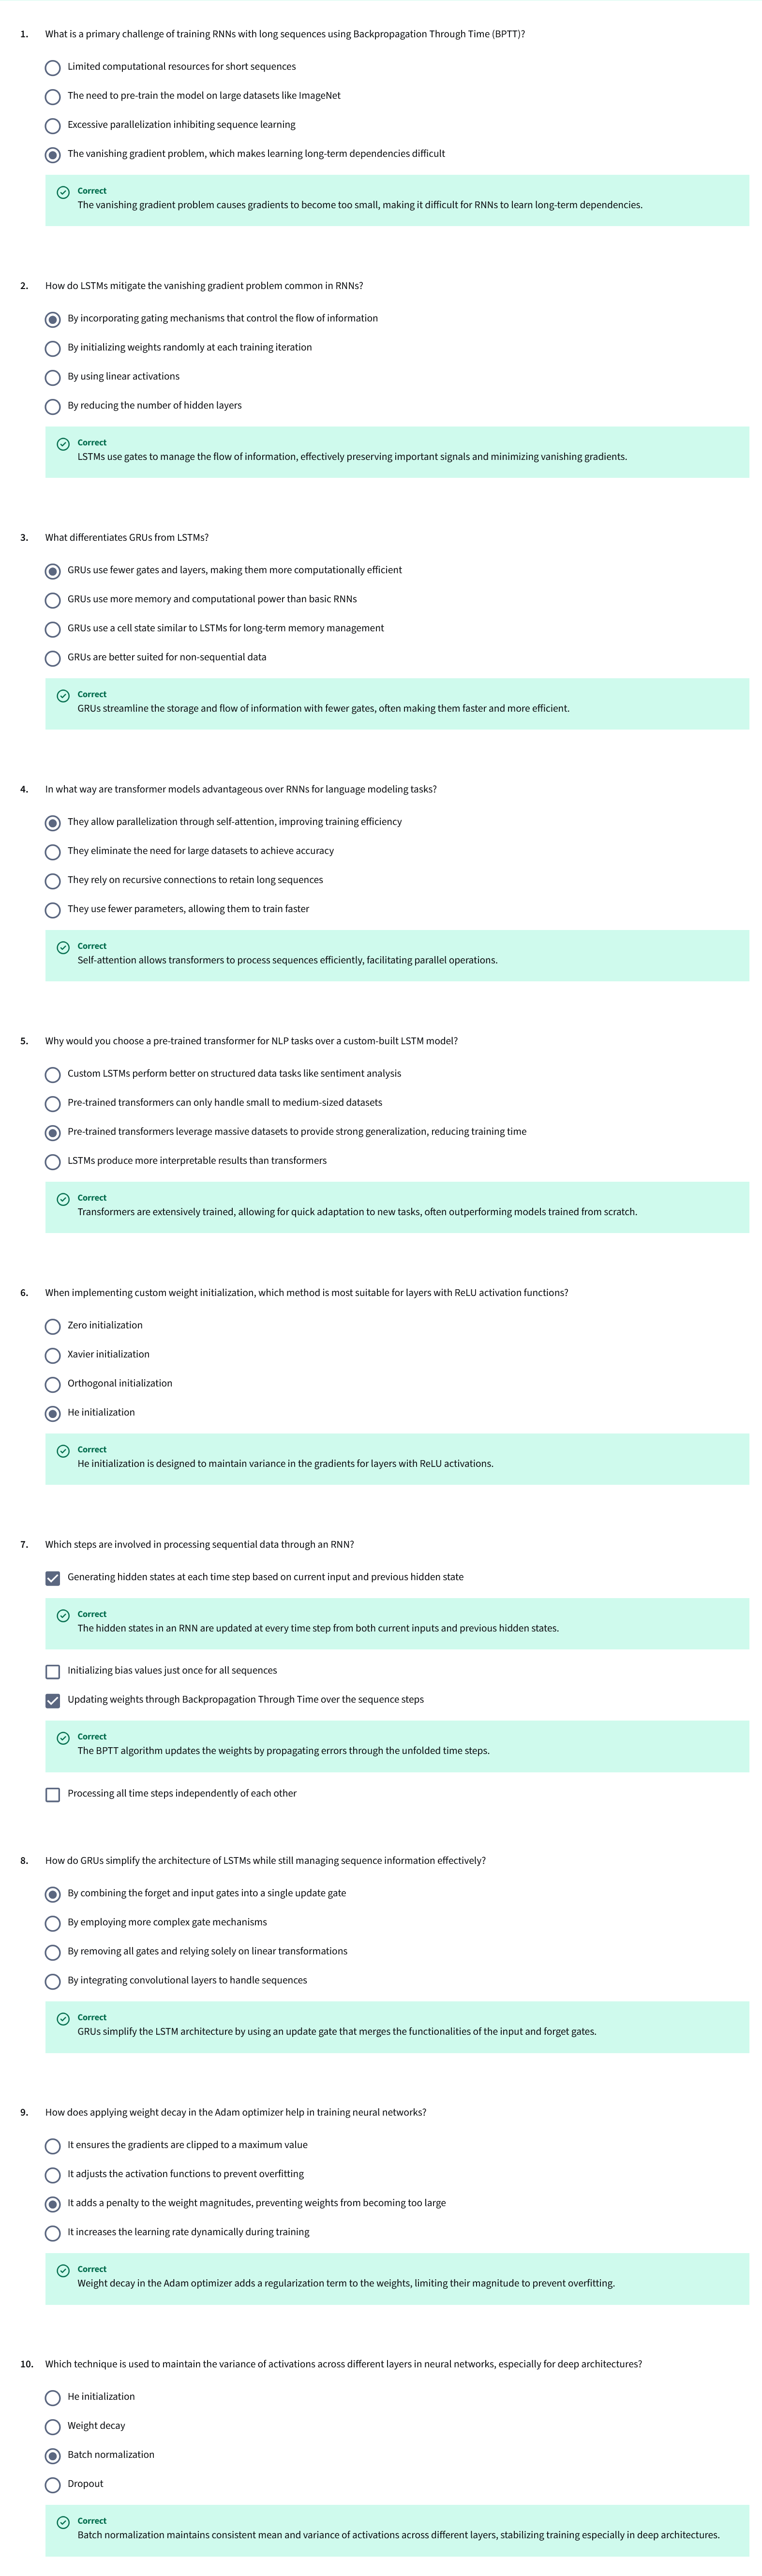 1. What is a primary challenge of training RNNs with long sequences using Backpropagation Through Time (BPTT)?
Limited computational resources for short sequences
The need to pre-train the model on large datasets like ImageNet
Excessive parallelization inhibiting sequence learning
The vanishing gradient problem, which makes learning long-term dependencies difficult
Correct
The vanishing gradient problem causes gradients to become too small, making it difficult for RNNs to learn long-term dependencies.
2. How do LSTMs mitigate the vanishing gradient problem common in RNNs?
By incorporating gating mechanisms that control the flow of information
By initializing weights randomly at each training iteration
By using linear activations
By reducing the number of hidden layers
Correct
LSTMs use gates to manage the flow of information, effectively preserving important signals and minimizing vanishing gradients.
3. What differentiates GRUs from LSTMs?
GRUs use fewer gates and layers, making them more computationally efficient
GRUs use more memory and computational power than basic RNNs
GRUs use a cell state similar to LSTMs for long-term memory management
GRUs are better suited for non-sequential data
Correct
GRUs streamline the storage and flow of information with fewer gates, often making them faster and more efficient.
4. In what way are transformer models advantageous over RNNs for language modeling tasks?
They allow parallelization through self-attention, improving training efficiency
They eliminate the need for large datasets to achieve accuracy
They rely on recursive connections to retain long sequences
They use fewer parameters, allowing them to train faster
Correct
Self-attention allows transformers to process sequences efficiently, facilitating parallel operations.
5. Why would you choose a pre-trained transformer for NLP tasks over a custom-built LSTM model?
Custom LSTMs perform better on structured data tasks like sentiment analysis
Pre-trained transformers can only handle small to medium-sized datasets
Pre-trained transformers leverage massive datasets to provide strong generalization, reducing training time
LSTMs produce more interpretable results than transformers
Correct
Transformers are extensively trained, allowing for quick adaptation to new tasks, often outperforming models trained from scratch.
6. When implementing custom weight initialization, which method is most suitable for layers with ReLU activation functions?
Zero initialization
Xavier initialization
Orthogonal initialization
He initialization
Correct
He initialization is designed to maintain variance in the gradients for layers with ReLU activations.
7. Which steps are involved in processing sequential data through an RNN?
Generating hidden states at each time step based on current input and previous hidden state
Correct
The hidden states in an RNN are updated at every time step from both current inputs and previous hidden states.
Initializing bias values just once for all sequences
Updating weights through Backpropagation Through Time over the sequence steps
Correct
The BPTT algorithm updates the weights by propagating errors through the unfolded time steps.
Processing all time steps independently of each other
8. How do GRUs simplify the architecture of LSTMs while still managing sequence information effectively?
By combining the forget and input gates into a single update gate
By employing more complex gate mechanisms
By removing all gates and relying solely on linear transformations
By integrating convolutional layers to handle sequences
Correct
GRUs simplify the LSTM architecture by using an update gate that merges the functionalities of the input and forget gates.
9. How does applying weight decay in the Adam optimizer help in training neural networks?
It ensures the gradients are clipped to a maximum value
It adjusts the activation functions to prevent overfitting
It adds a penalty to the weight magnitudes, preventing weights from becoming too large
It increases the learning rate dynamically during training
Correct
Weight decay in the Adam optimizer adds a regularization term to the weights, limiting their magnitude to prevent overfitting.
10. Which technique is used to maintain the variance of activations across different layers in neural networks, especially for deep architectures?
He initialization
Weight decay
Batch normalization
Dropout
Correct
Batch normalization maintains consistent mean and variance of activations across different layers, stabilizing training especially in deep architectures.